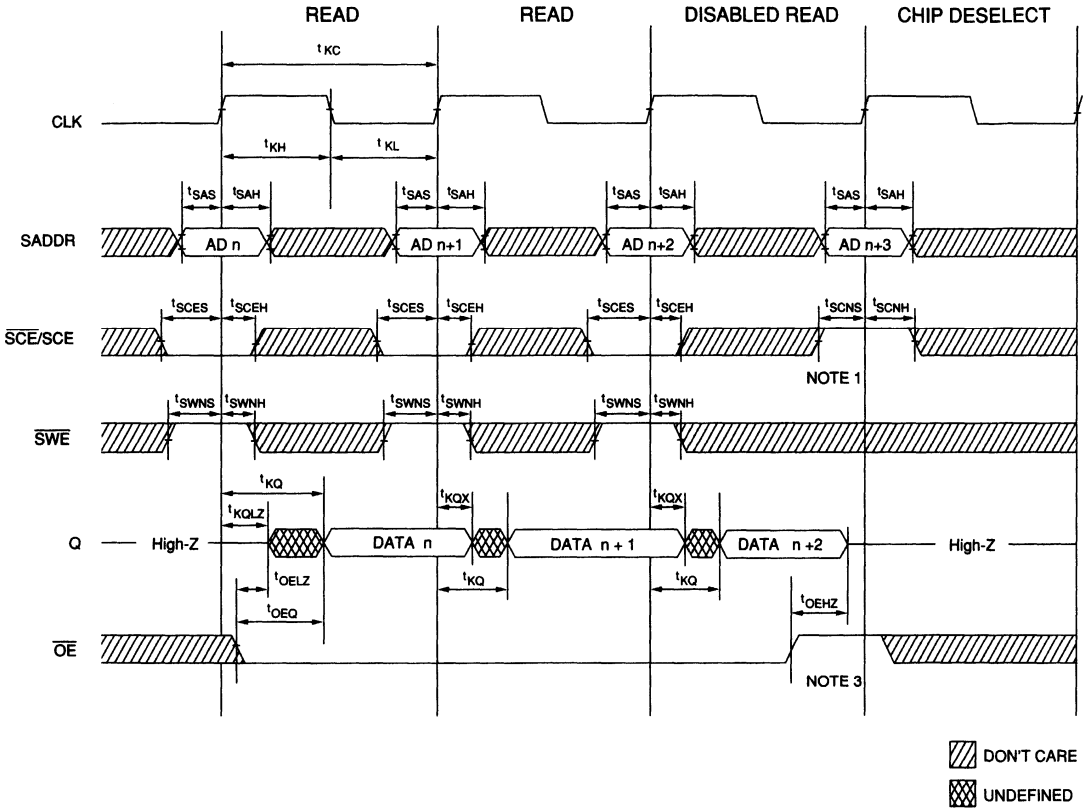 READ READ DISABLED READ CHIP DESELECT
tKC
CLK
tKH tKL
tSAS tSAH tSAS tSAH tSAS tSAH tSAS tSAH
SADDR AD n AD n+1 AD n+2 AD n+3
tSCES tSCEH tSCES tSCEH tSCES tSCEH tSCNS tSCNH
SCE/SCE
NOTE 1
tSWNS tSWNH tSWNS tSWNH tSWNS tSWNH
SWE
tKQ tKQX tKQX
tKQLZ
Q High-Z DATA n DATA n + 1 DATA n +2 High-Z
tOELZ tKQ tKQ
tOEQ tOEHZ
OE
NOTE 3
DON'T CARE
UNDEFINED